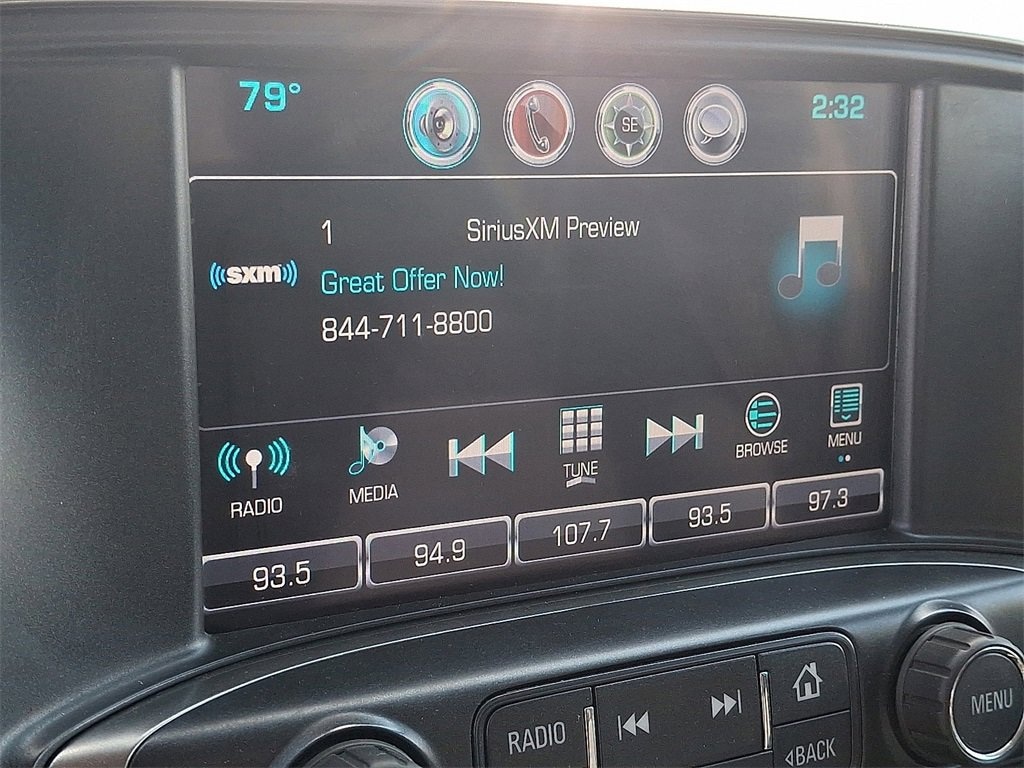 79°
SE
2:32
1 SiriusXM Preview
sxm
Great Offer Now!
844-711-8800
RADIO
MEDIA
TUNE
BROWSE
MENU
93.5
94.9
107.7
93.5
97.3
RADIO
MENU
BACK